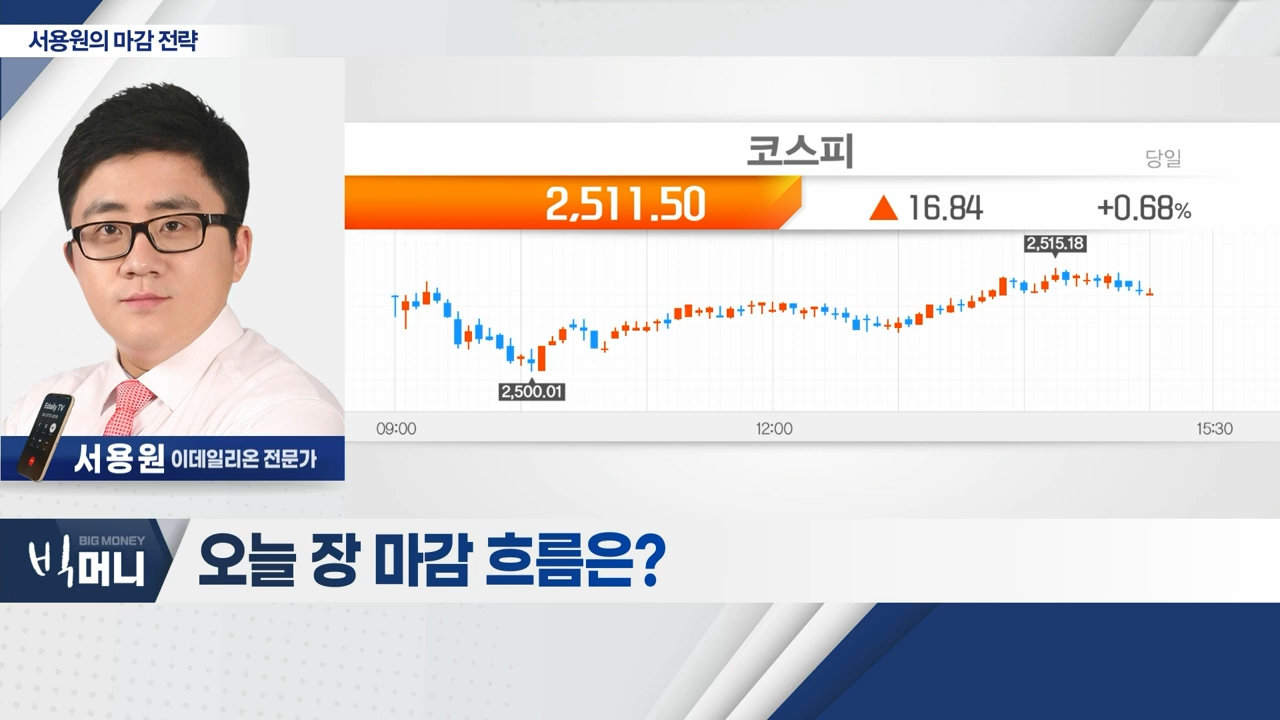 서용원의 마감 전략
코스피
당일
2,511.50
▲ 16.84
+0.68%
2,515.18
2,500.01
09:00
12:00
15:30
Edaily TV
서용원 이데일리온 전문가
BIG MONEY
빅머니
오늘 장 마감 흐름은?